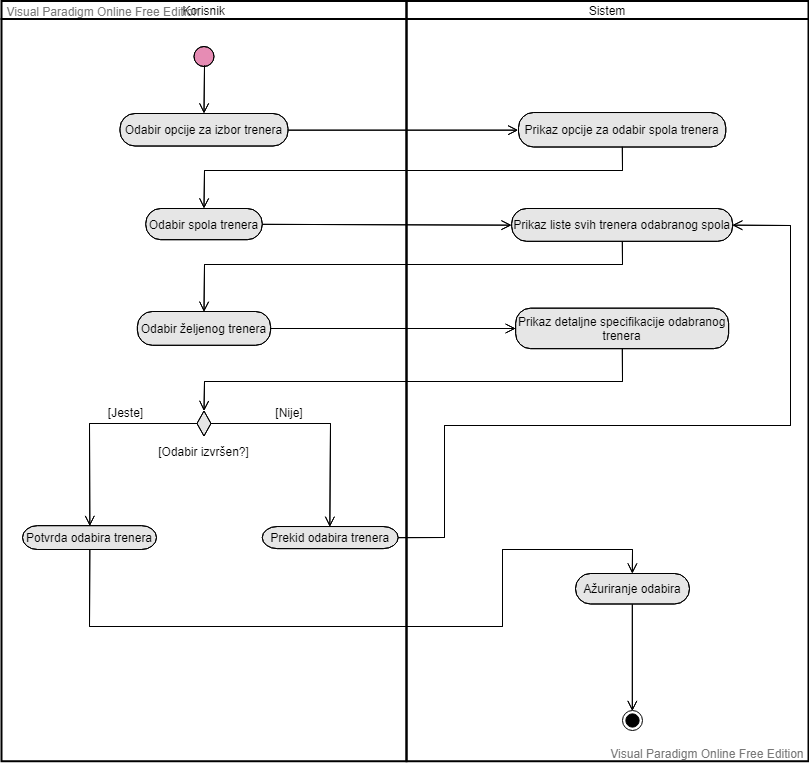 Visual Paradigm Online Free Edition
Korisnik
Sistem
Odabir opcije za izbor trenera
Prikaz opcije za odabir spola trenera
Odabir spola trenera
Prikaz liste svih trenera odabranog spola
Odabir željenog trenera
Prikaz detaljne specifikacije odabranog
trenera
[Jeste]
[Nije]
[Odabir izvršen?]
Potvrda odabira trenera
Prekid odabira trenera
Ažuriranje odabira
Visual Paradigm Online Free Edition